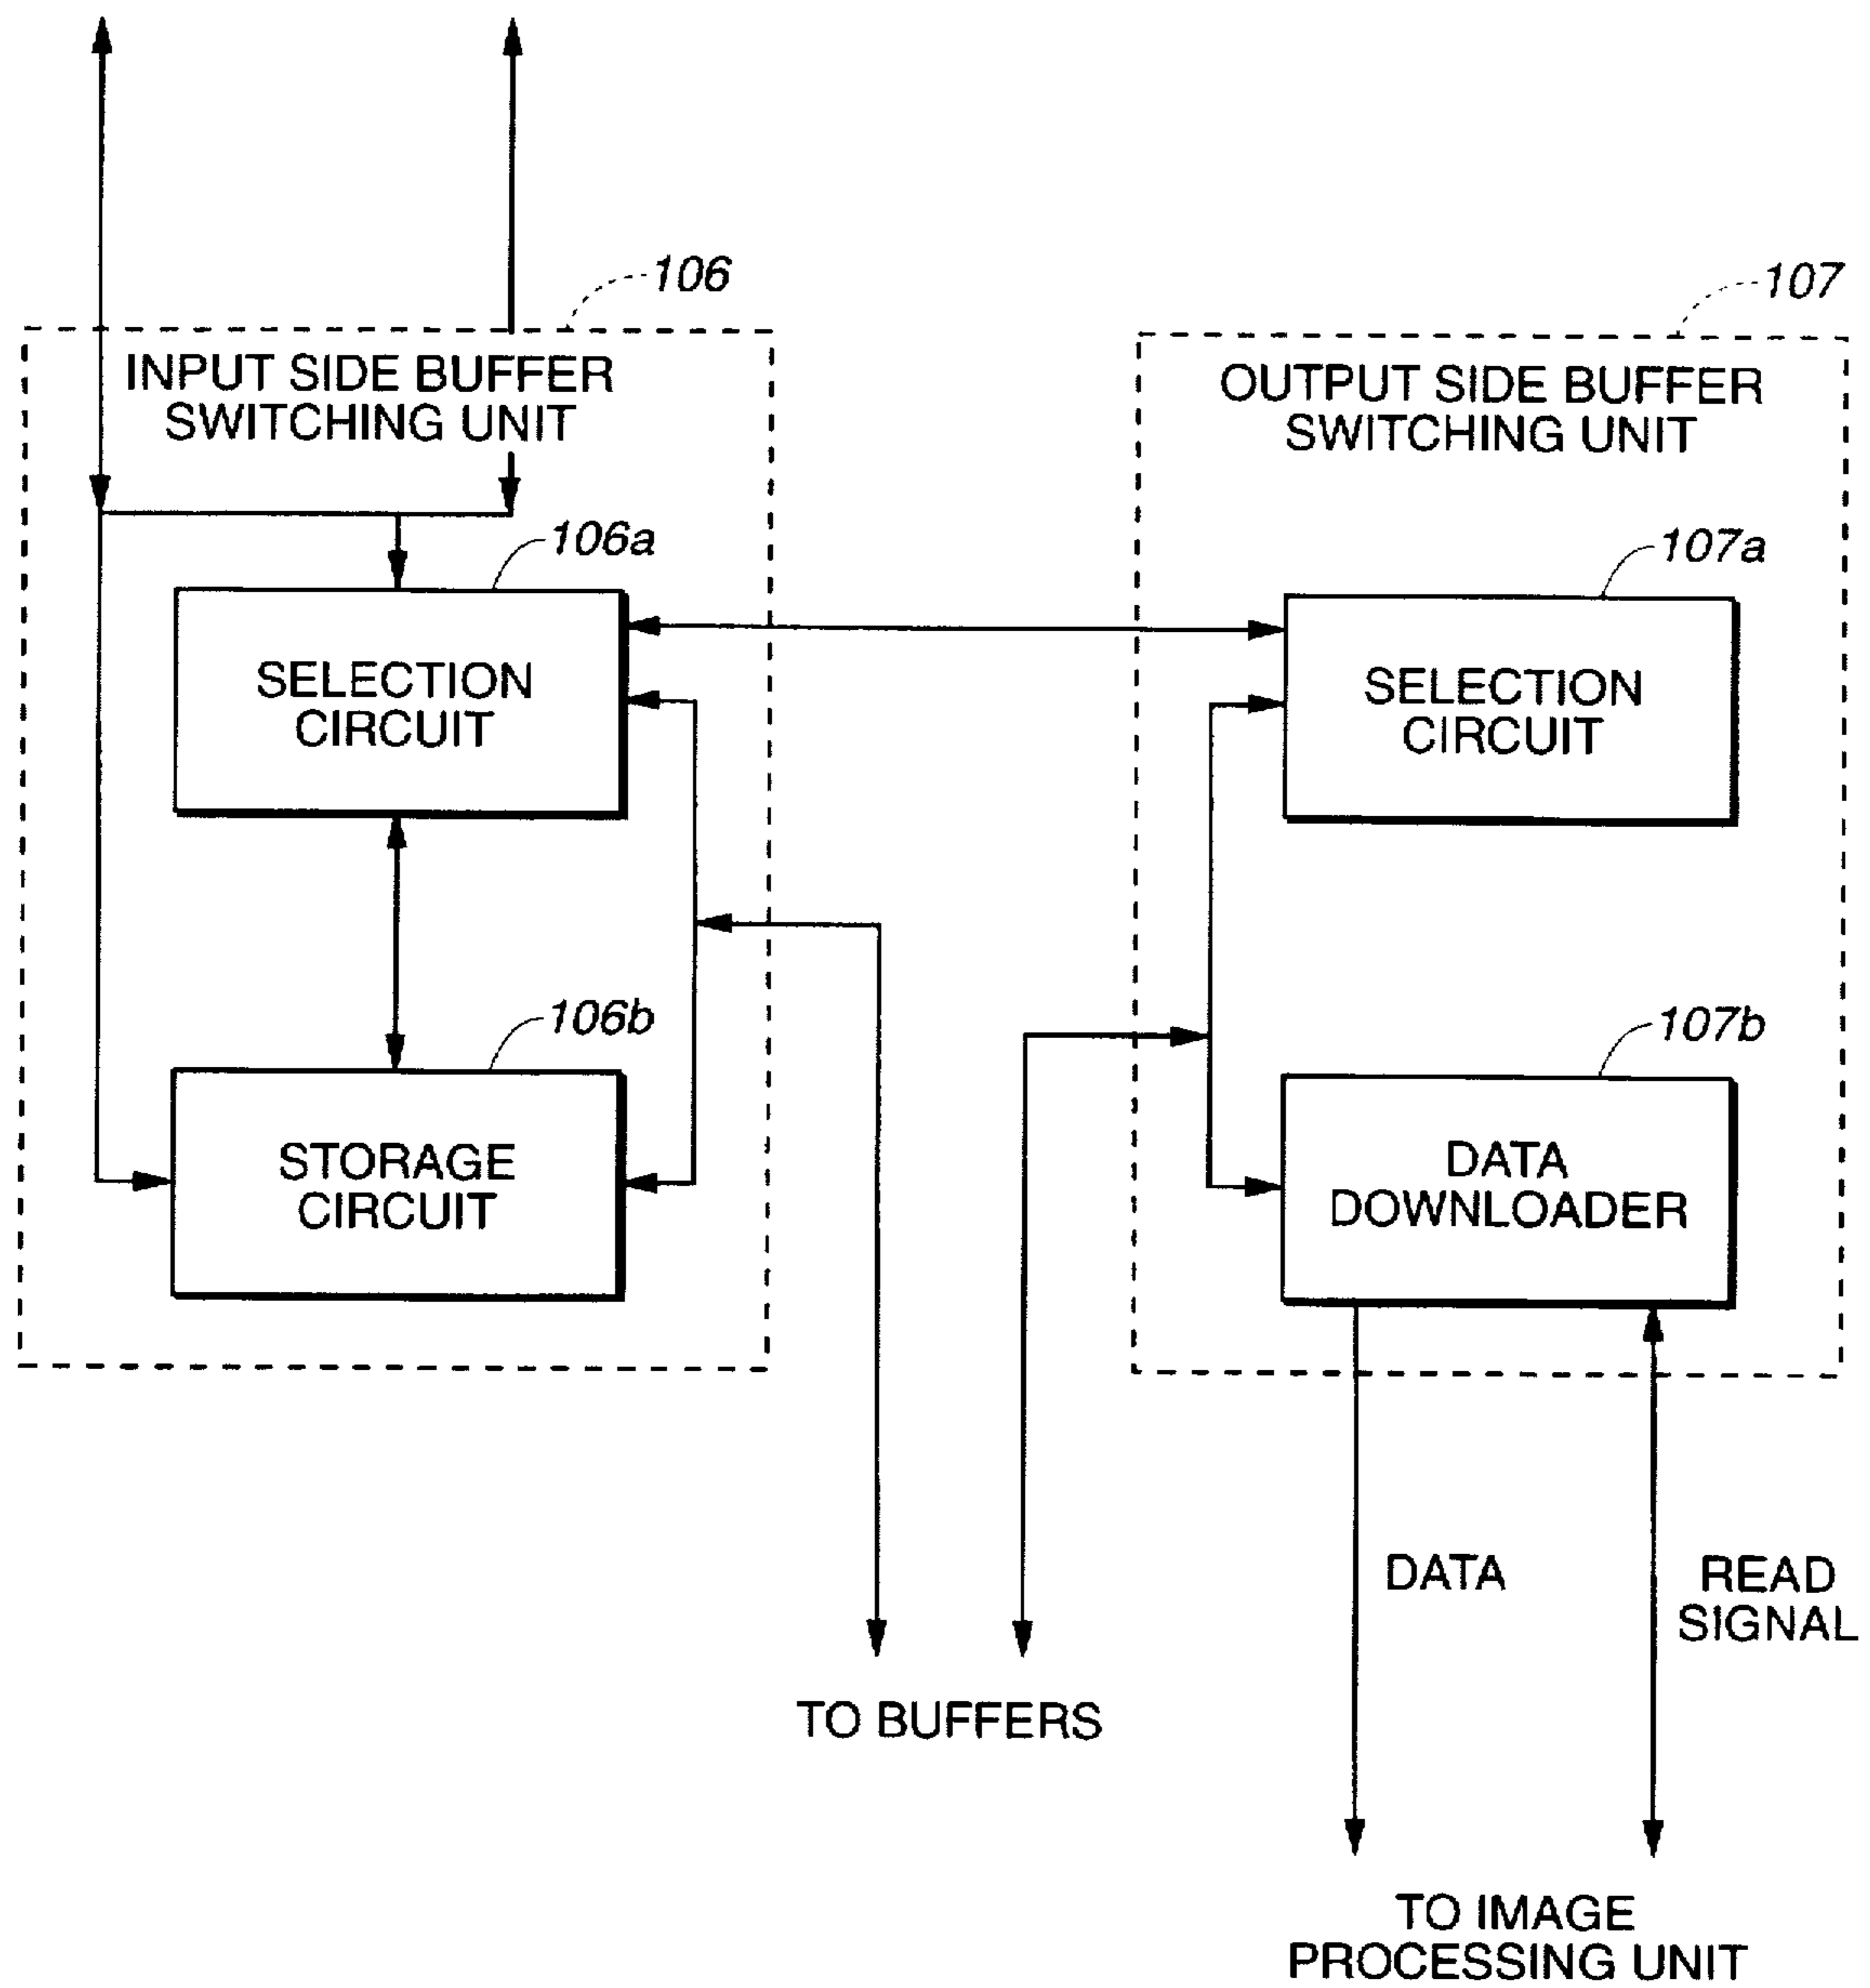 106
107
INPUT SIDE BUFFER
SWITCHING UNIT
OUTPUT SIDE BUFFER
SWITCHING UNIT
106a
107a
SELECTION
CIRCUIT
SELECTION
CIRCUIT
106b
107b
STORAGE
CIRCUIT
DATA
DOWNLOADER
DATA
READ
SIGNAL
TO BUFFERS
TO IMAGE
PROCESSING UNIT